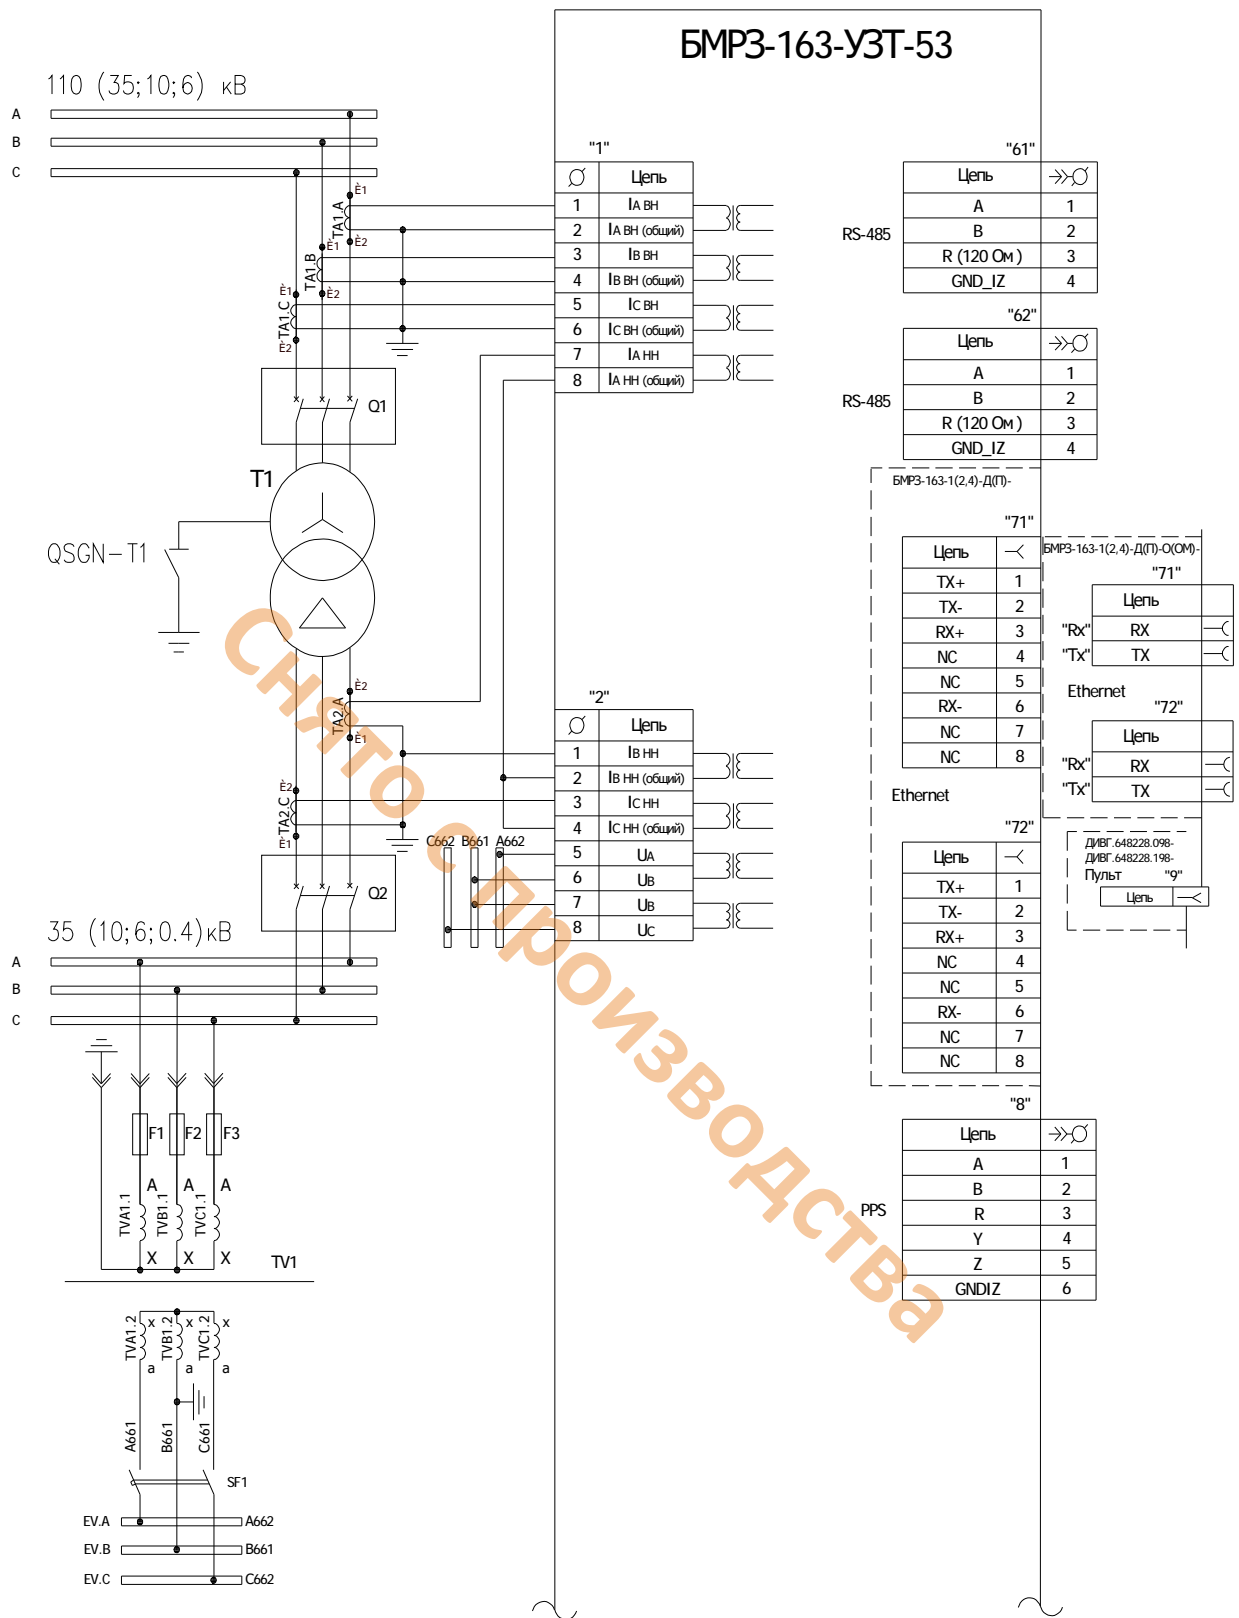 БМРЗ-163-УЗТ-53
110 (35;10;6) кВ
A
B
C
È1
TA1.A
È2
È1
TA1.B
È2
È1
TA1.C
È2
Q1
T1
QSGN-T1
È2
TA2.A
È1
È2
TA2.C
È1
Q2
35 (10;6;0.4)кВ
A
B
C
F1
F2
F3
A
A
A
TVA1.1
TVB1.1
TVC1.1
X
X
X
TV1
TVA1.2
TVB1.2
TVC1.2
x
x
x
a
a
a
A661
B661
C661
SF1
EV.A
A662
EV.B
B661
EV.C
C662
"1"
Цепь
1 IA ВН
2 IA ВН (общий)
3 IB ВН
4 IB ВН (общий)
5 IC ВН
6 IC ВН (общий)
7 IA НН
8 IA НН (общий)
"2"
Цепь
1 IB НН
2 IB НН (общий)
3 IC НН
4 IC НН (общий)
5 UA
6 UB
7 UB
8 UC
C662 B661 A662
"61"
Цепь
RS-485
A 1
B 2
R (120 Ом) 3
GND_IZ 4
"62"
Цепь
RS-485
A 1
B 2
R (120 Ом) 3
GND_IZ 4
БМРЗ-163-1(2,4)-Д(П)-
"71"
Цепь
TX+ 1
TX- 2
RX+ 3
NC 4
NC 5
RX- 6
NC 7
NC 8
Ethernet
"72"
Цепь
TX+ 1
TX- 2
RX+ 3
NC 4
NC 5
RX- 6
NC 7
NC 8
БМРЗ-163-1(2,4)-Д(П)-О(ОМ)-
"71"
Цепь
"Rx" RX
"Tx" TX
Ethernet
"72"
Цепь
"Rx" RX
"Tx" TX
ДИВГ.648228.098-
ДИВГ.648228.198-
Пульт "9"
Цепь
"8"
Цепь
PPS
A 1
B 2
R 3
Y 4
Z 5
GNDIZ 6
Снято с производства